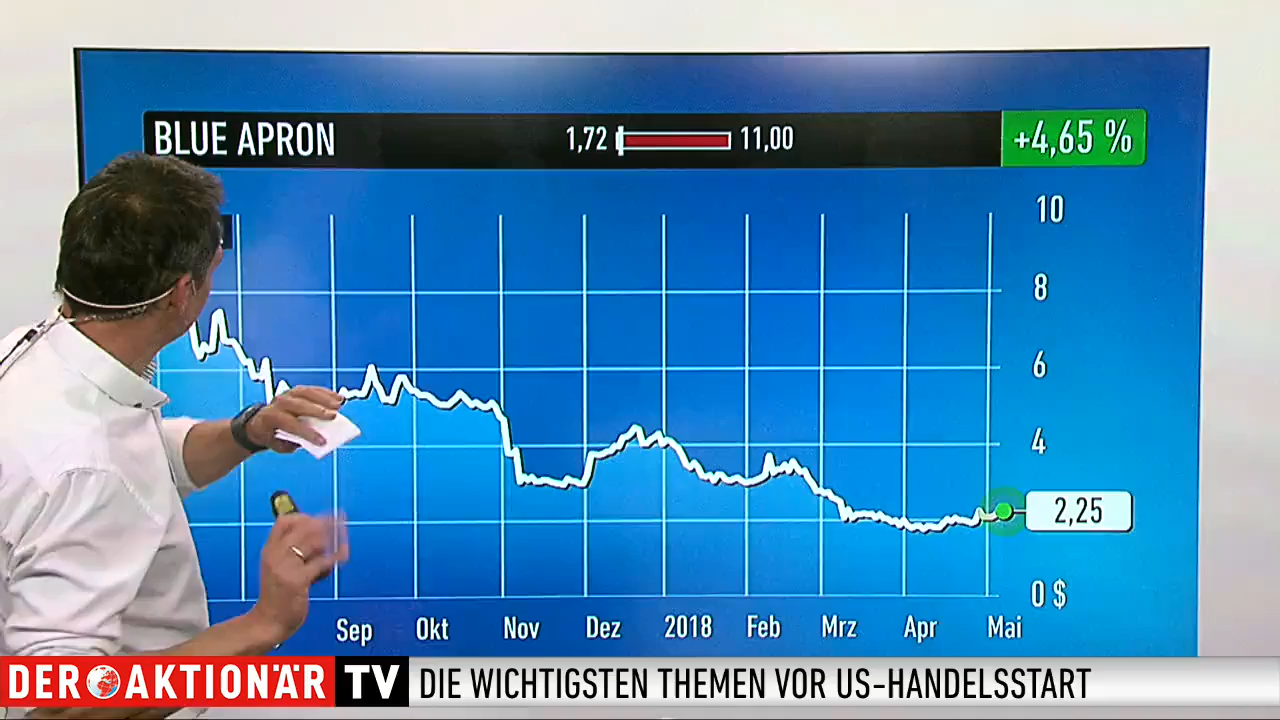 BLUE APRON
1,72 11,00
+4,65 %
10
8
6
4
2,25
0 $
Sep Okt Nov Dez 2018 Feb Mrz Apr Mai
DER AKTIONÄR TV
DIE WICHTIGSTEN THEMEN VOR US-HANDELSSTART